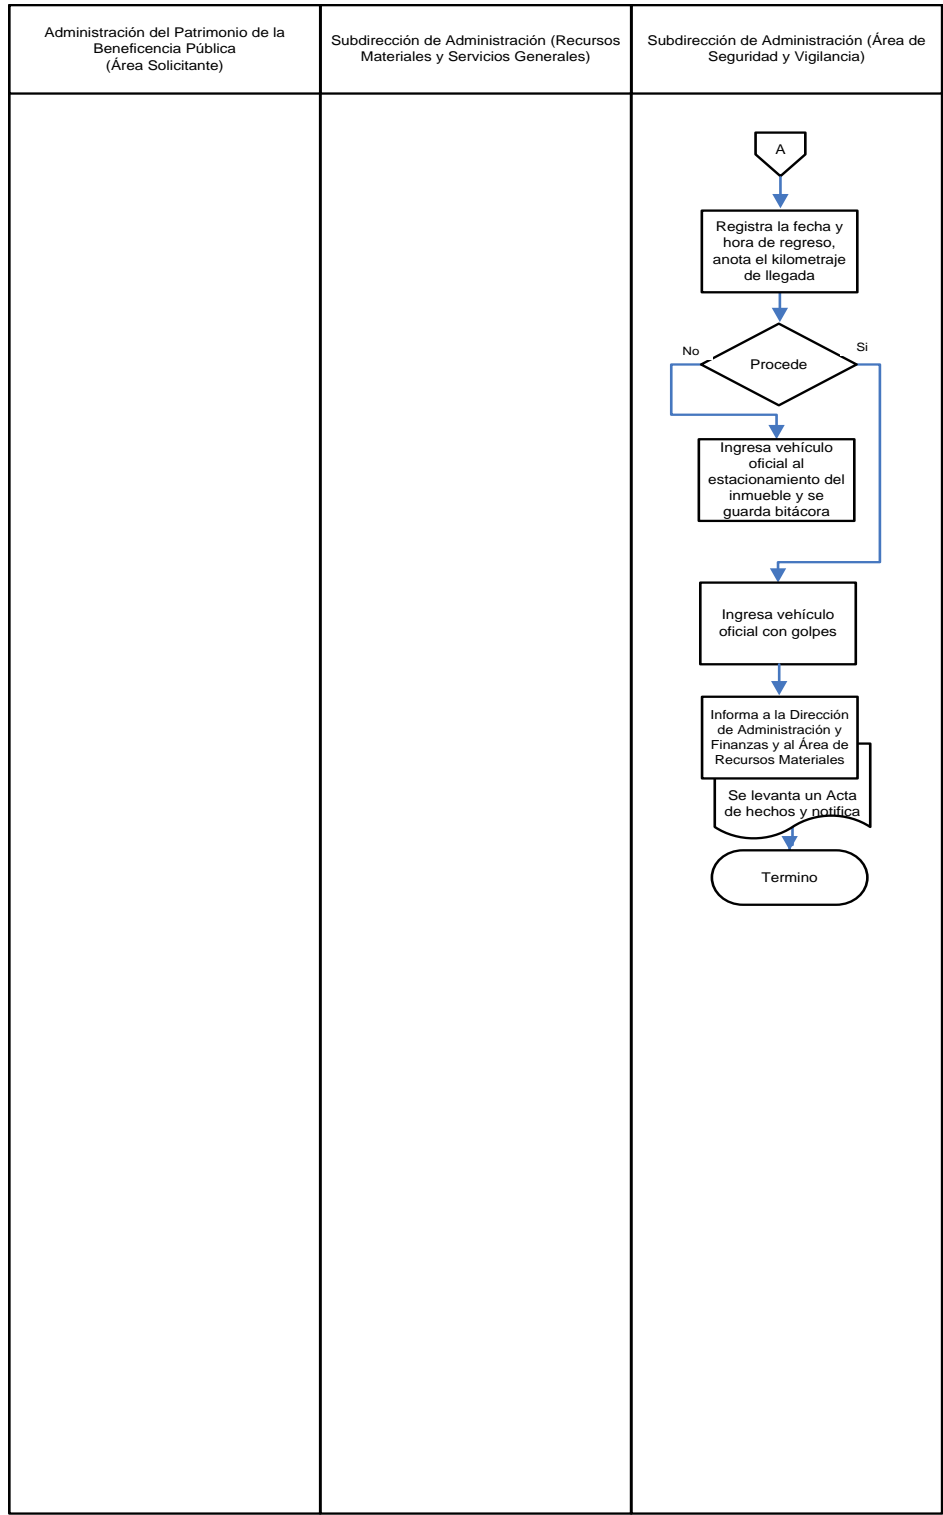 Administración del Patrimonio de la
Beneficencia Pública
(Área Solicitante)
Subdirección de Administración (Recursos
Materiales y Servicios Generales)
Subdirección de Administración (Área de
Seguridad y Vigilancia)
A
Registra la fecha y
hora de regreso,
anota el kilometraje
de llegada
No
Si
Procede
Ingresa vehículo
oficial al
estacionamiento del
inmueble y se
guarda bitácora
Ingresa vehículo
oficial con golpes
Informa a la Dirección
de Administración y
Finanzas y al Área de
Recursos Materiales
Se levanta un Acta
de hechos y notifica
Termino